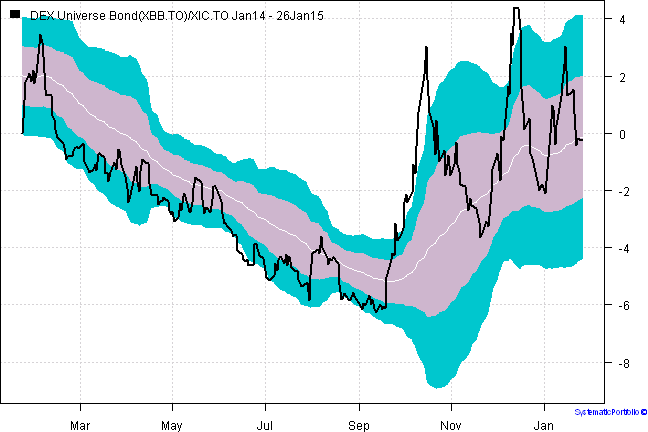 DEX Universe Bond(XBB.TO)/XIC.TO Jan14 - 26Jan15
4
2
0
-2
-4
-6
-8
Mar May Jul Sep Nov Jan
SystematicPortfolio ©